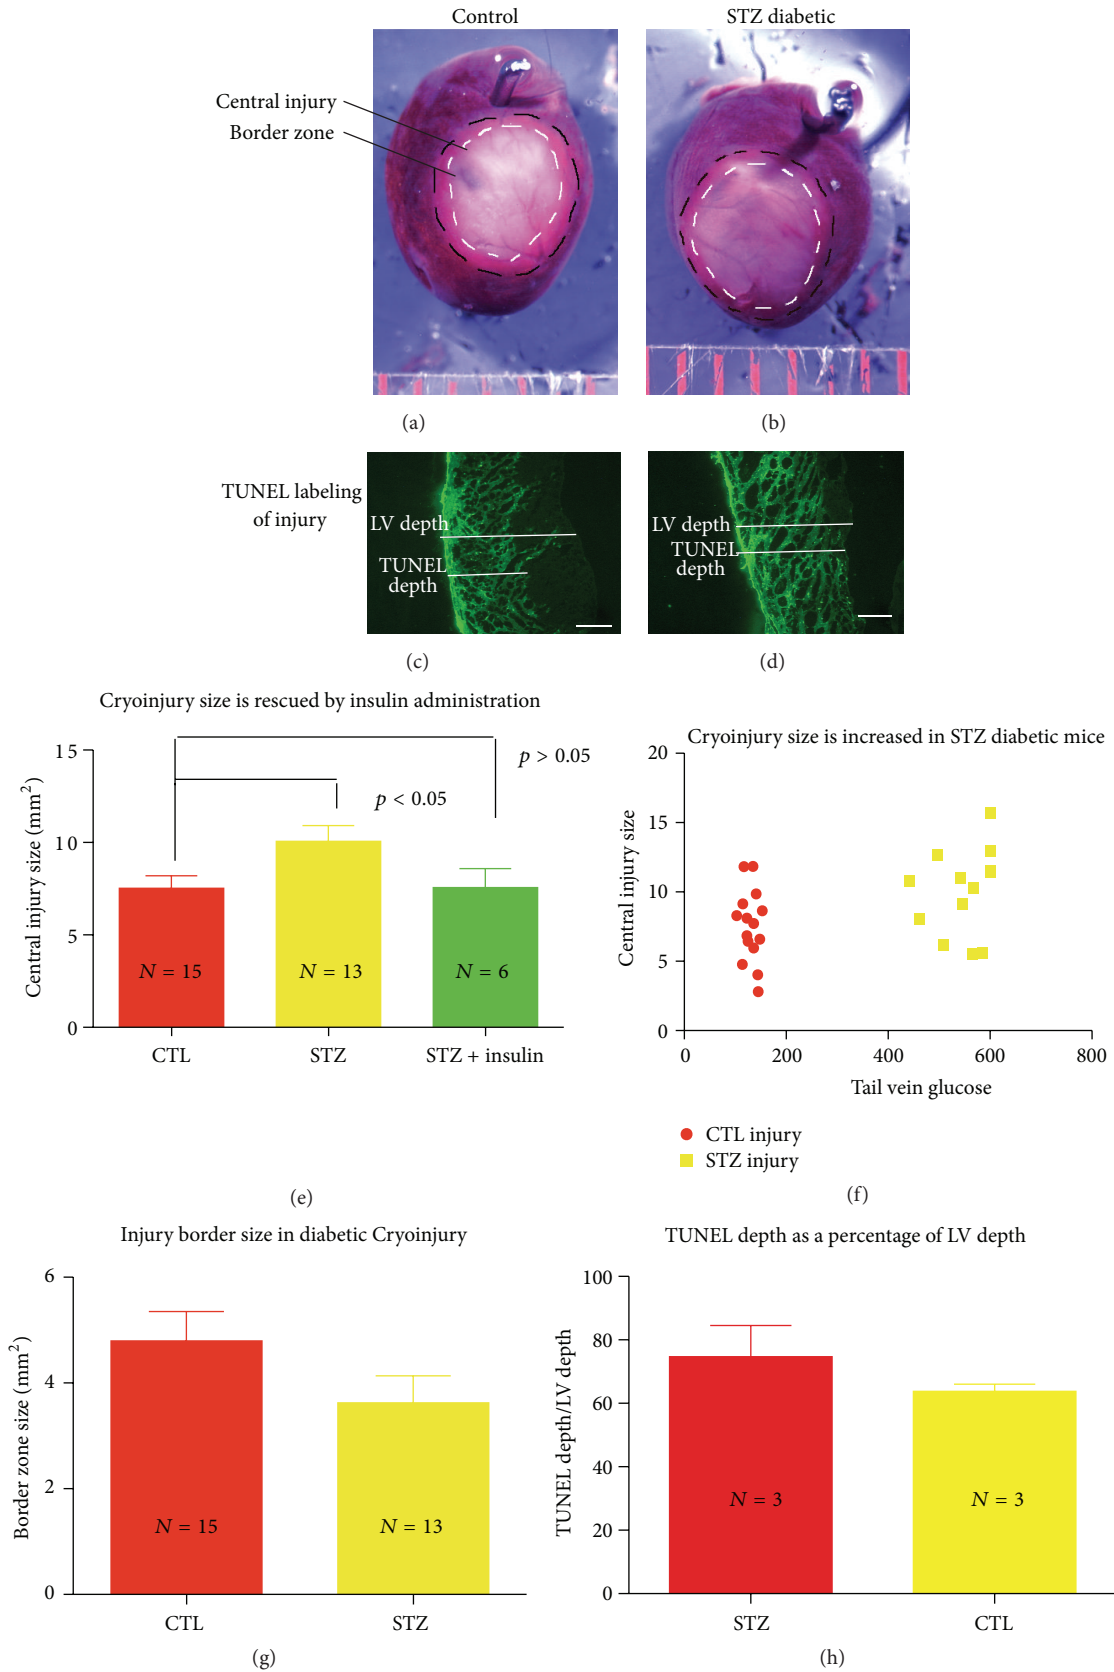 Control
STZ diabetic
Central injury
Border zone
(a)
(b)
TUNEL labeling
of injury
LV depth
TUNEL
depth
LV depth
TUNEL
depth
(c)
(d)
Cryoinjury size is rescued by insulin administration
Central injury size (mm²)
15
10
5
0
p > 0.05
p < 0.05
N = 15
N = 13
N = 6
CTL
STZ
STZ + insulin
(e)
Cryoinjury size is increased in STZ diabetic mice
Central injury size
20
15
10
5
0
0
200
400
600
800
Tail vein glucose
CTL injury
STZ injury
(f)
Injury border size in diabetic Cryoinjury
Border zone size (mm²)
6
4
2
0
N = 15
N = 13
CTL
STZ
(g)
TUNEL depth as a percentage of LV depth
TUNEL depth/LV depth
100
80
60
40
20
0
N = 3
N = 3
STZ
CTL
(h)